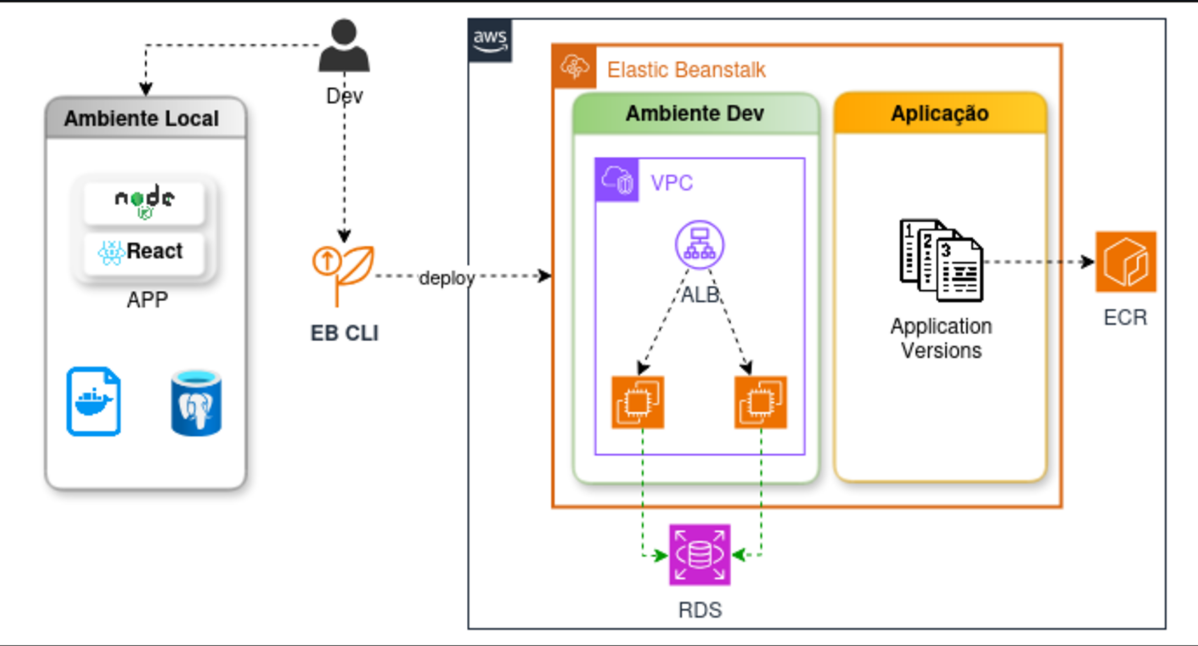 aws
Elastic Beanstalk
Dev
Ambiente Local
Ambiente Dev
Aplicação
node
JS
React
APP
VPC
ALB
1
2
3
Application
Versions
ECR
deploy
EB CLI
RDS